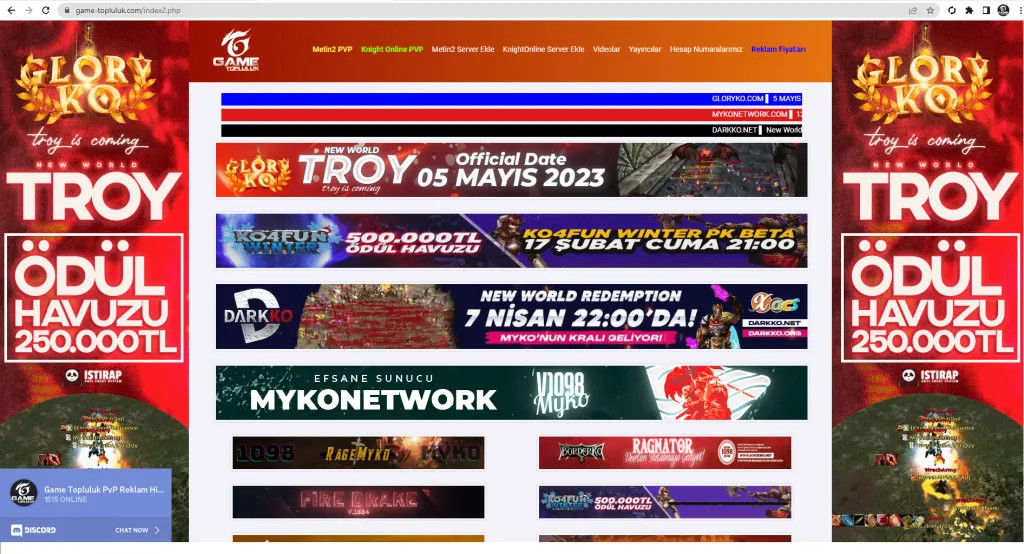 game-topluluk.com/index2.php
GAME
TOPLULUK
Metin2 PVP
Knight Online PVP
Metin2 Server Ekle
KnightOnline Server Ekle
Videolar
Yayıncılar
Hesap Numaralarımız
Reklam Fiyatları
GLORYKO.COM ▌ 5 MAYIS
MYKONETWORK.COM ▌
DARKKO.NET ▌ New World
GLORY
KO
troy is coming
NEW WORLD
TROY
ÖDÜL
HAVUZU
250.000TL
ISTIRAP
GLORY
KO
NEW WORLD
TROY
troy is coming
Official Date
05 MAYIS 2023
KO4FUN
WINTER
500.000TL
ÖDÜL HAVUZU
KO4FUN WINTER PK BETA
17 ŞUBAT CUMA 21:00
DARKKO
NEW WORLD REDEMPTION
7 NİSAN 22:00'DA!
MYKO'NUN KRALI GELİYOR!
DARKKO.NET
DARKKO.ORG
EFSANE SUNUCU
MYKONETWORK
V.1098
Myko
1098
RAGEMYKO
MYKO
BORDERKO
RAGNATOR
FIRE DRAKE
V.1534
KO4FUN
WINTER
500.000TL
ÖDÜL HAVUZU
GLORY
KO
troy is coming
NEW WORLD
TROY
ÖDÜL
HAVUZU
250.000TL
ISTIRAP
GAME
Game Topluluk PvP Reklam Hi...
1515 ONLINE
DISCORD
CHAT NOW